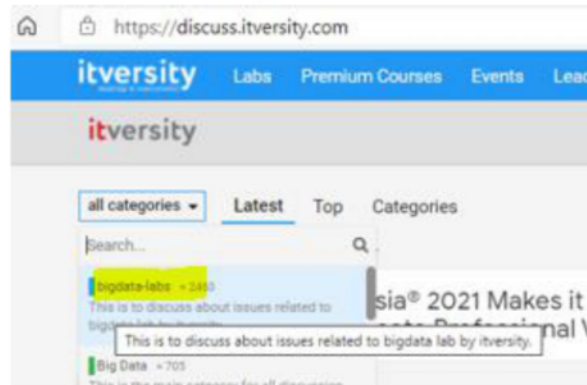 https://discuss.itversity.com
itversity Labs Premium Courses Events Lead
itversity
all categories Latest Top Categories
Search...
bigdata-labs
This is to discuss about issues related to
sia® 2021 Makes it
This is to discuss about issues related to bigdata lab by itversity.
Big Data × 705